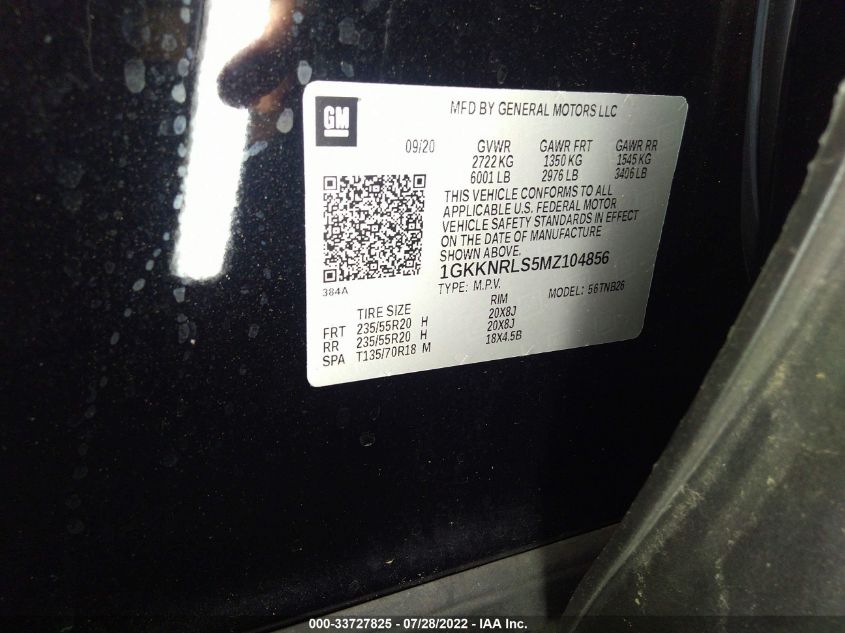 GM
MFD BY GENERAL MOTORS LLC
09/20 GVWR GAWR FRT GAWR RR
2722 KG 1350 KG 1545 KG
6001 LB 2976 LB 3406 LB
THIS VEHICLE CONFORMS TO ALL
APPLICABLE U.S. FEDERAL MOTOR
VEHICLE SAFETY STANDARDS IN EFFECT
ON THE DATE OF MANUFACTURE
SHOWN ABOVE.
1GKKNRLS5MZ104856
384A
TYPE: M.P.V. MODEL: 56TNB26
TIRE SIZE RIM
FRT 235/55R20 H 20X8J
RR 235/55R20 H 20X8J
SPA T135/70R18 M 18X4.5B
000-33727825 / 07/28/2022 - IAA Inc.